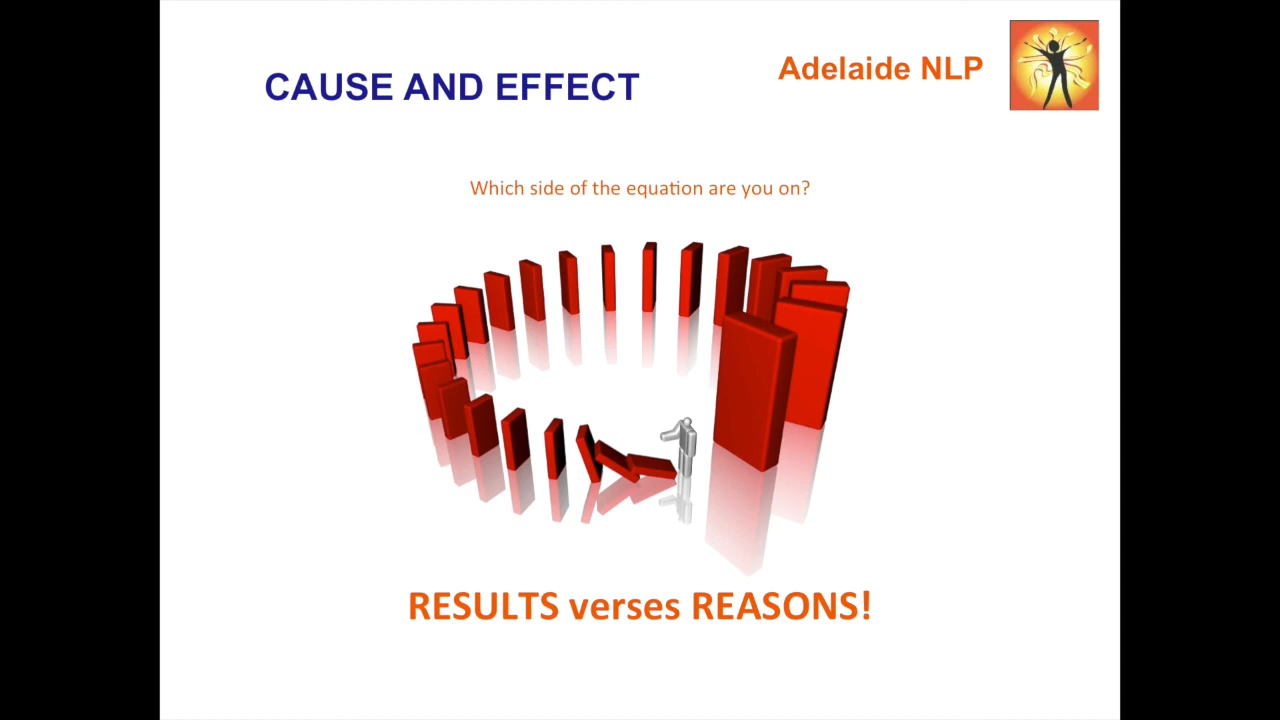 CAUSE AND EFFECT
Adelaide NLP
Which side of the equation are you on?
RESULTS verses REASONS!